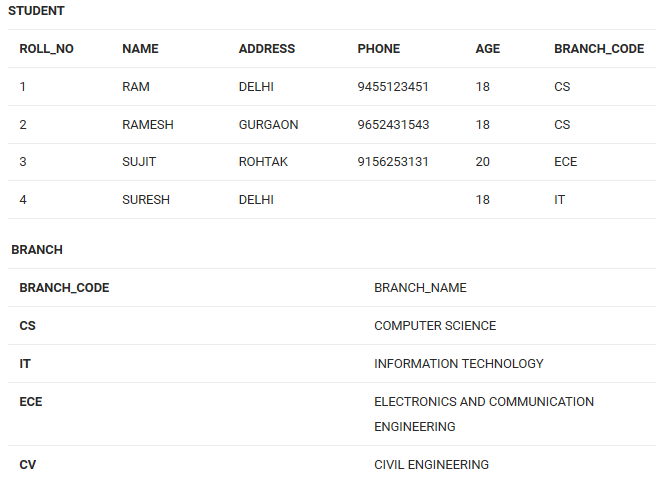 STUDENT
ROLL_NO NAME ADDRESS PHONE AGE BRANCH_CODE
1 RAM DELHI 9455123451 18 CS
2 RAMESH GURGAON 9652431543 18 CS
3 SUJIT ROHTAK 9156253131 20 ECE
4 SURESH DELHI 18 IT
BRANCH
BRANCH_CODE BRANCH_NAME
CS COMPUTER SCIENCE
IT INFORMATION TECHNOLOGY
ECE ELECTRONICS AND COMMUNICATION
ENGINEERING
CV CIVIL ENGINEERING